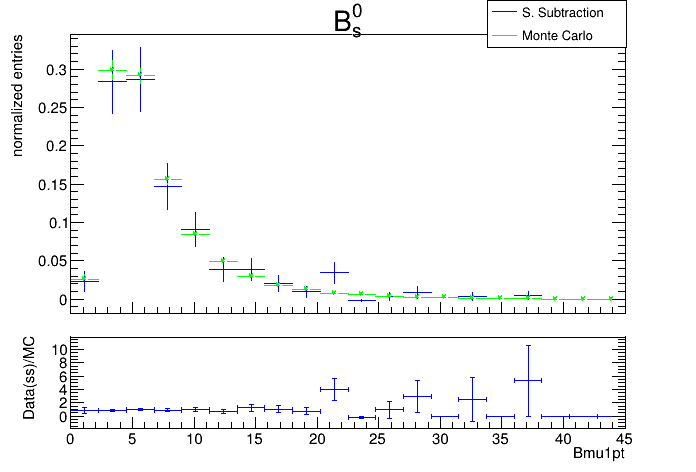 B_s^0
S. Subtraction
Monte Carlo
normalized entries
0.3
0.25
0.2
0.15
0.1
0.05
0
Data(ss)/MC
10
8
6
4
2
0
0 5 10 15 20 25 30 35 40 45
Bmu1pt